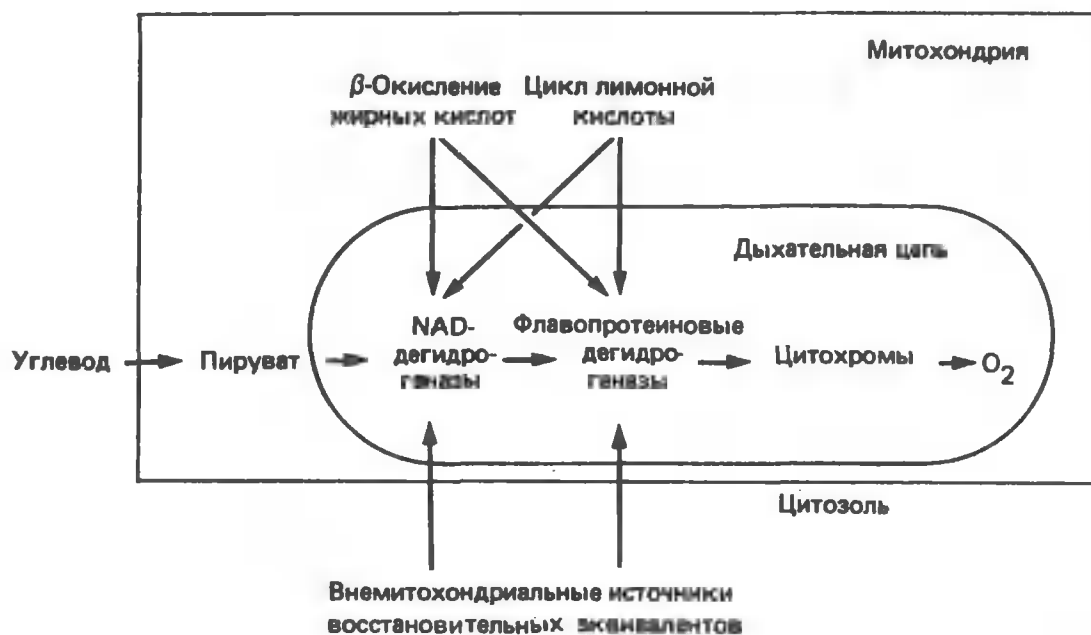 Митохондрия
β-Окисление
жирных кислот
Цикл лимонной
кислоты
Дыхательная цепь
Углевод
Пируват
NAD-
дегидро-
геназы
Флавопротеиновые
дегидро-
геназы
Цитохромы
O₂
Цитозоль
Внемитохондриальные источники
восстановительных эквивалентов